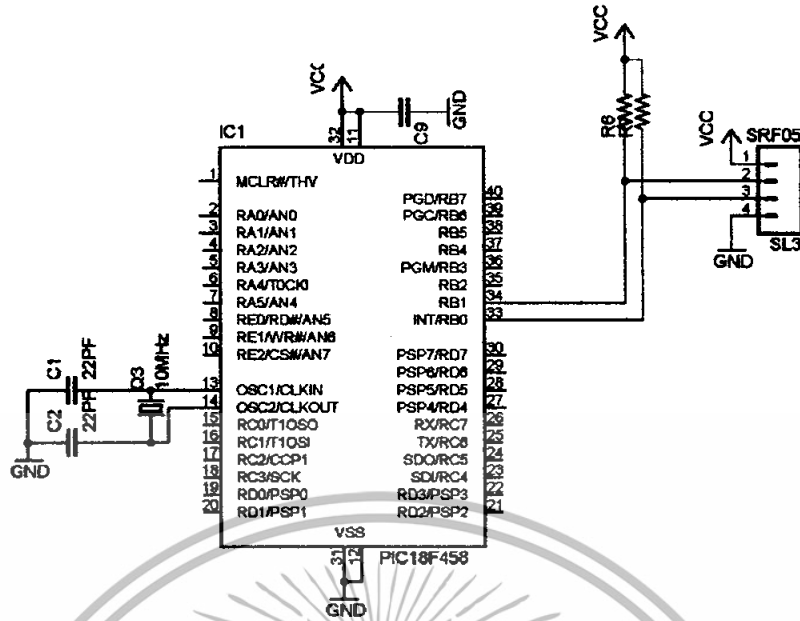 VCC
VCC
IC1
32
11
C9
GND
R6
VCC
SRF05
VDD
1
2
3
4
GND
SL3
1 MCLR#/THV
2 RA0/AN0
3 RA1/AN1
4 RA2/AN2
5 RA3/AN3
6 RA4/T0CKI
7 RA5/AN4
8 RE0/RD#/AN5
9 RE1/WR#/AN6
10 RE2/CS#/AN7
13 OSC1/CLKIN
14 OSC2/CLKOUT
15 RC0/T1OSO
16 RC1/T1OSI
17 RC2/CCP1
18 RC3/SCK
19 RD0/PSP0
20 RD1/PSP1
PGD/RB7 40
PGC/RB6 39
RB5 38
RB4 37
PGM/RB3 36
RB2 35
RB1 34
INT/RB0 33
PSP7/RD7 30
PSP6/RD6 29
PSP5/RD5 28
PSP4/RD4 27
RX/RC7 26
TX/RC6 25
SDO/RC5 24
SDI/RC4 23
RD3/PSP3 22
RD2/PSP2 21
C1
22PF
C2
22PF
Q3
10MHz
GND
VSS
31
12
PIC18F458
GND